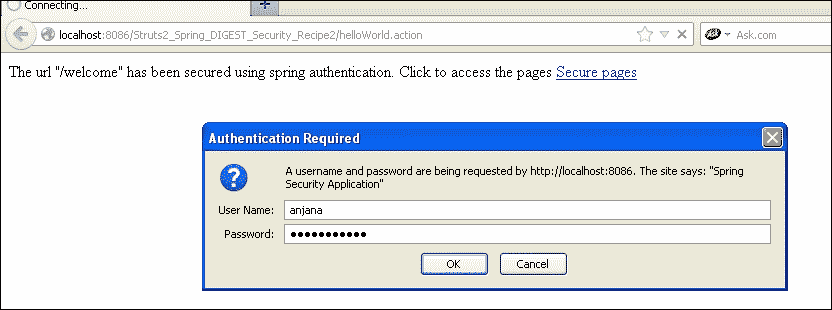 Connecting...
localhost:8086/Struts2_Spring_DIGEST_Security_Recipe2/helloWorld.action
Ask.com
The url "/welcome" has been secured using spring authentication. Click to access the pages Secure pages
Authentication Required
A username and password are being requested by http://localhost:8086. The site says: "Spring
Security Application"
User Name: anjana
Password: ●●●●●●●●●●●
OK Cancel